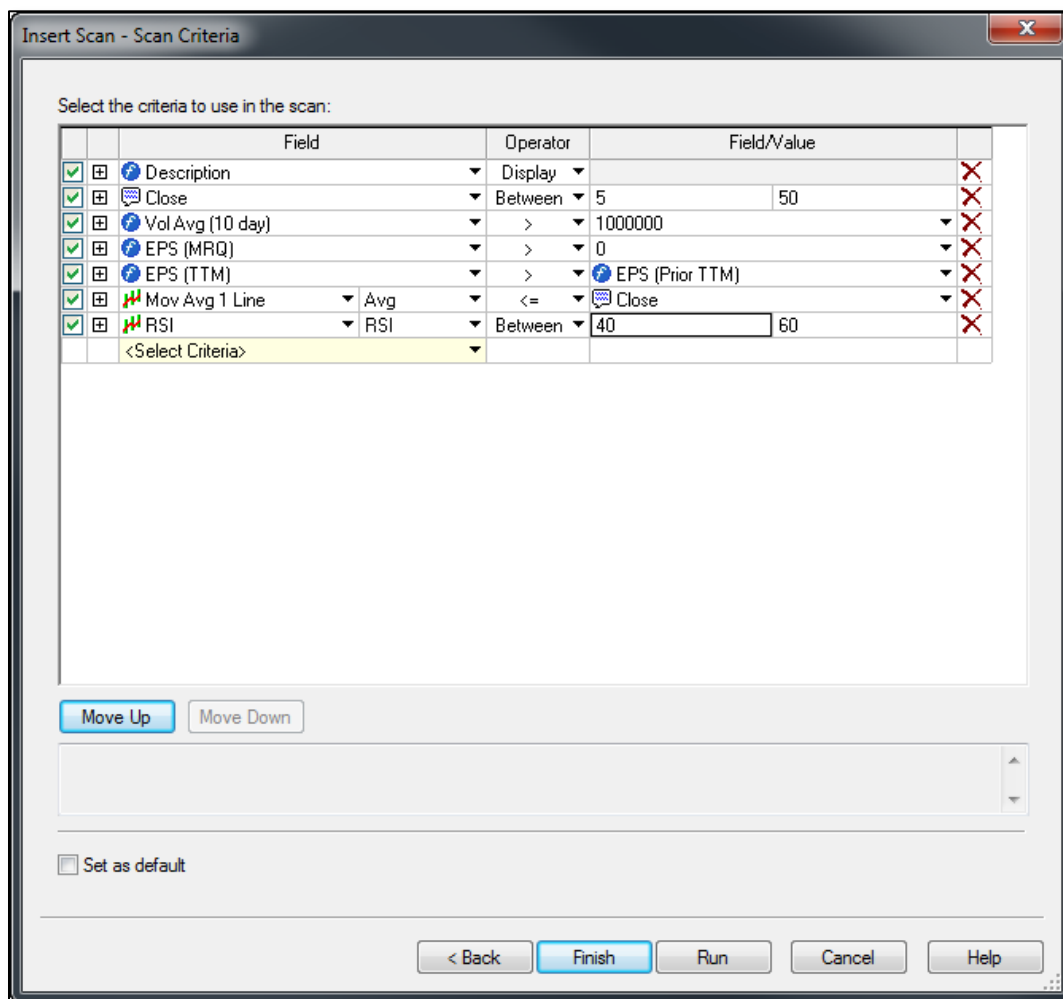 Insert Scan - Scan Criteria
x
Select the criteria to use in the scan:
Field Operator Field/Value
Description Display
Close Between 5 50
Vol Avg (10 day) > 1000000
EPS (MRQ) > 0
EPS (TTM) > EPS (Prior TTM)
Mov Avg 1 Line Avg <= Close
RSI RSI Between 40 60
<Select Criteria>
Move Up Move Down
Set as default
< Back Finish Run Cancel Help